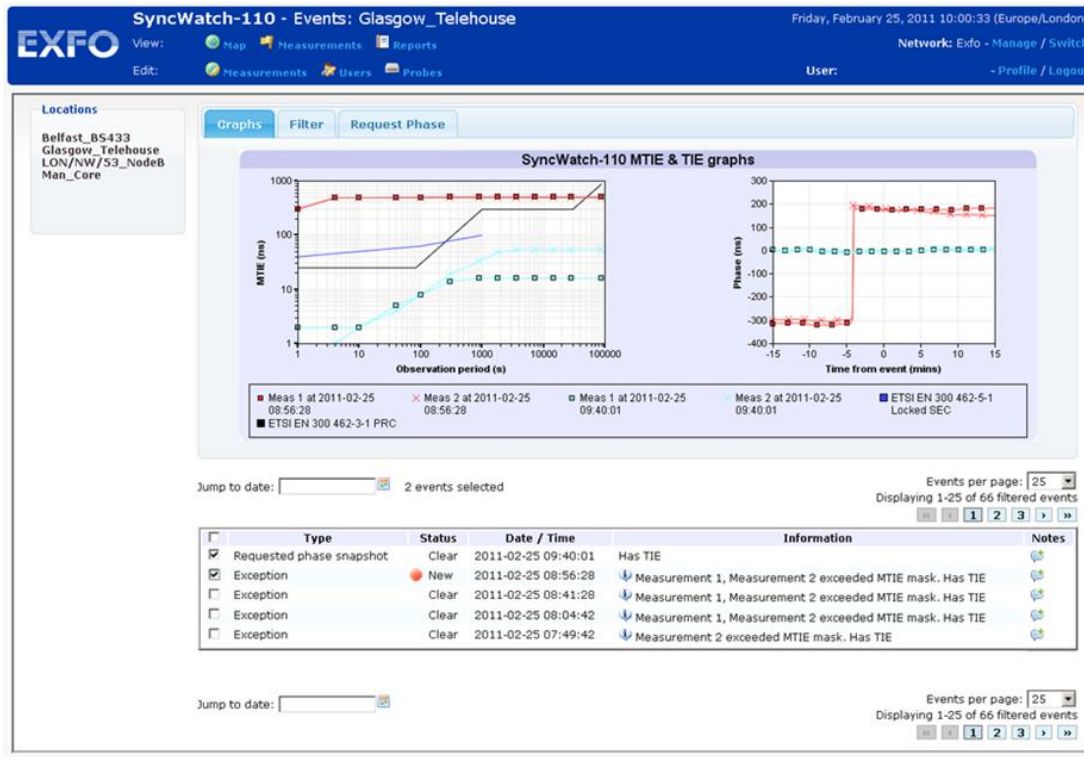 SyncWatch-110 - Events: Glasgow_Telehouse
Friday, February 25, 2011 10:00:33 (Europe/London
EXFO
View: Map Measurements Reports
Network: Exfo - Manage / Switch
Edit: Measurements Users Probes
User: - Profile / Logou
Locations
Belfast_BS433
Glasgow_Telehouse
LON/NW/53_NodeB
Man_Core
Graphs Filter Request Phase
SyncWatch-110 MTIE & TIE graphs
MTIE (ns)
1000
100
10
1
1 10 100 1000 10000 100000
Observation period (s)
Phase (ns)
300
200
100
0
-100
-200
-300
-400
-15 -10 -5 0 5 10 15
Time from event (mins)
Meas 1 at 2011-02-25 08:56:28
Meas 2 at 2011-02-25 08:56:28
Meas 1 at 2011-02-25 09:40:01
Meas 2 at 2011-02-25 09:40:01
ETSI EN 300 462-5-1 Locked SEC
ETSI EN 300 462-3-1 PRC
Jump to date:
2 events selected
Events per page: 25
Displaying 1-25 of 66 filtered events
« ‹ 1 2 3 › »
Type Status Date / Time Information Notes
Requested phase snapshot Clear 2011-02-25 09:40:01 Has TIE
Exception New 2011-02-25 08:56:28 Measurement 1, Measurement 2 exceeded MTIE mask. Has TIE
Exception Clear 2011-02-25 08:41:28 Measurement 1, Measurement 2 exceeded MTIE mask. Has TIE
Exception Clear 2011-02-25 08:04:42 Measurement 1, Measurement 2 exceeded MTIE mask. Has TIE
Exception Clear 2011-02-25 07:49:42 Measurement 2 exceeded MTIE mask. Has TIE
Jump to date:
Events per page: 25
Displaying 1-25 of 66 filtered events
« ‹ 1 2 3 › »